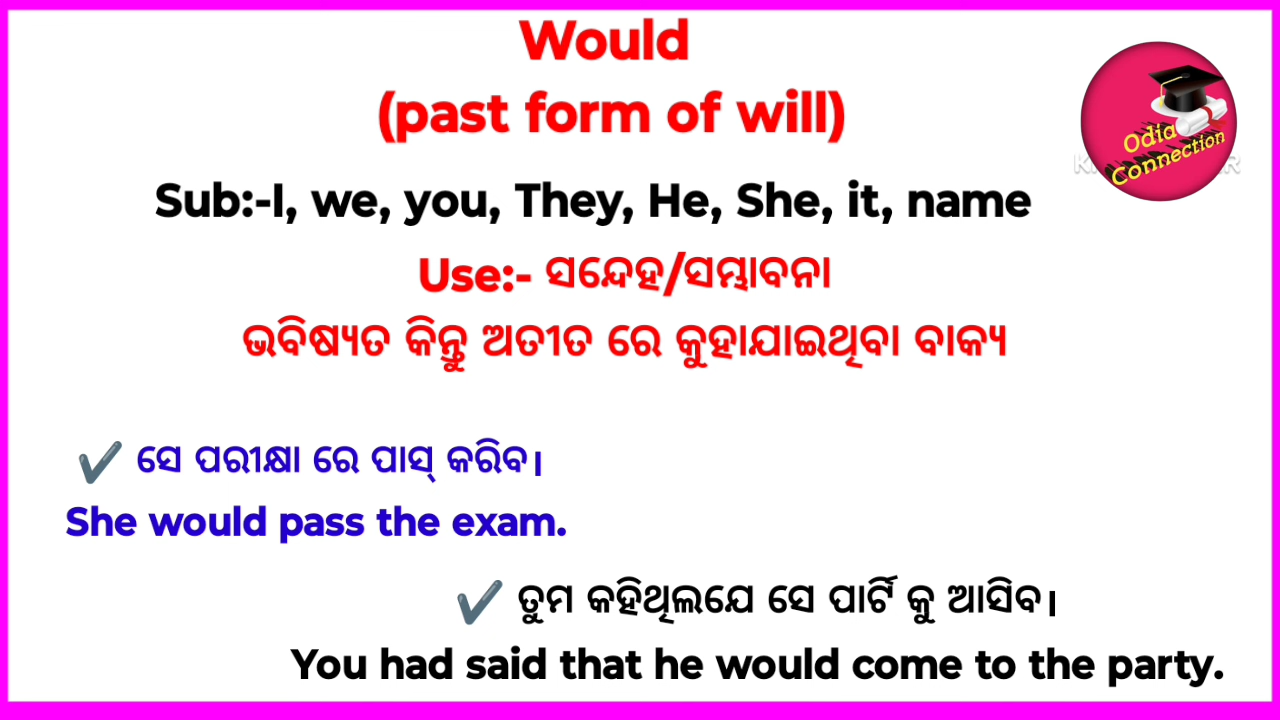 Would
(past form of will)
Odia
Connection
Sub:-I, we, you, They, He, She, it, name
Use:- ସନ୍ଦେହ/ସମ୍ଭାବନା
ଭବିଷ୍ୟତ କିନ୍ତୁ ଅତୀତ ରେ କୁହାଯାଇଥିବା ବାକ୍ୟ
✔ ସେ ପରୀକ୍ଷା ରେ ପାସ୍ କରିବ।
She would pass the exam.
✔ ତୁମ କହିଥିଲଯେ ସେ ପାର୍ଟି କୁ ଆସିବ।
You had said that he would come to the party.